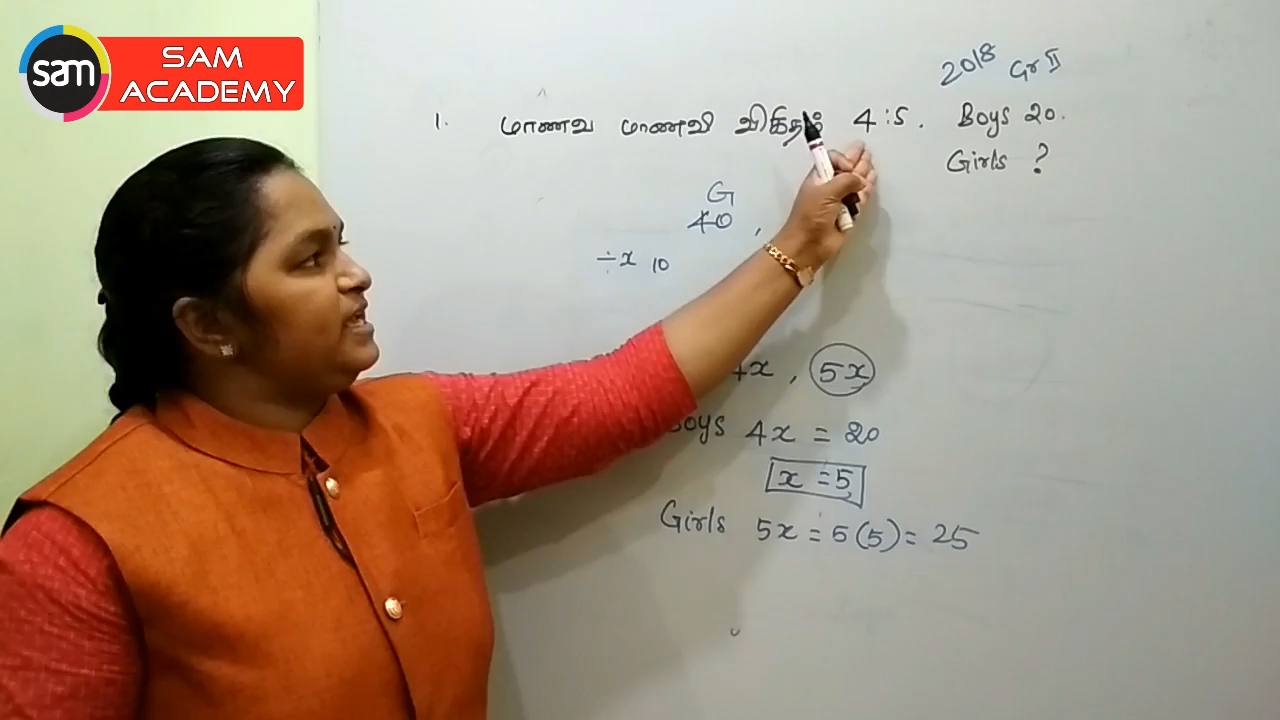 sam
SAM
ACADEMY
2018 Gr II
1. மாணவ மாணவி விகிதம் 4:5. Boys 20.
Girls ?
G
40 ,
÷ x 10
4x , 5x
Boys 4x = 20
x = 5
Girls 5x = 5(5) = 25